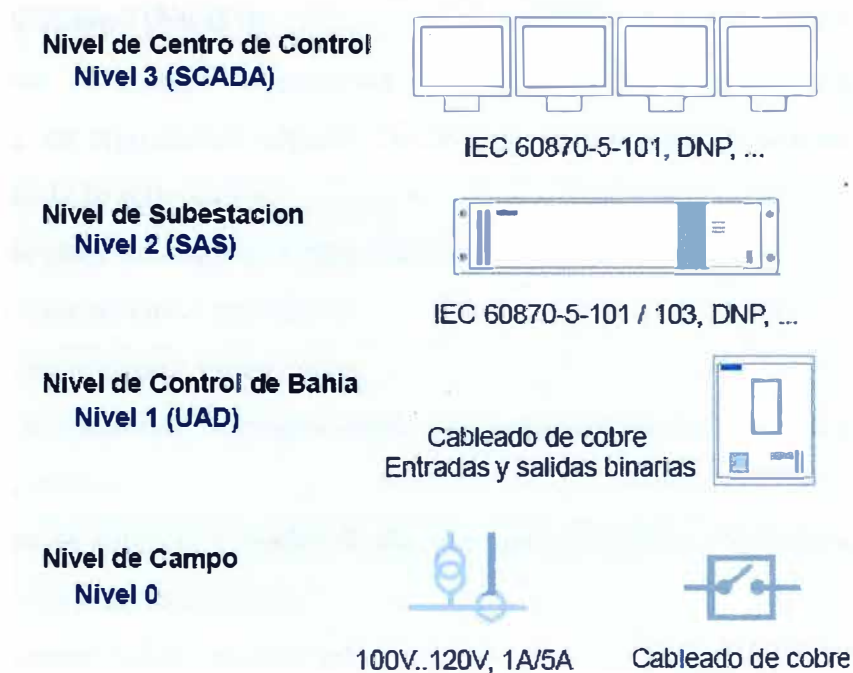 Nivel de Centro de Control
Nivel 3 (SCADA)
IEC 60870-5-101, DNP, ...
Nivel de Subestacion
Nivel 2 (SAS)
IEC 60870-5-101 / 103, DNP, ...
Nivel de Control de Bahia
Nivel 1 (UAD)
Cableado de cobre
Entradas y salidas binarias
Nivel de Campo
Nivel 0
100V..120V, 1A/5A
Cableado de cobre